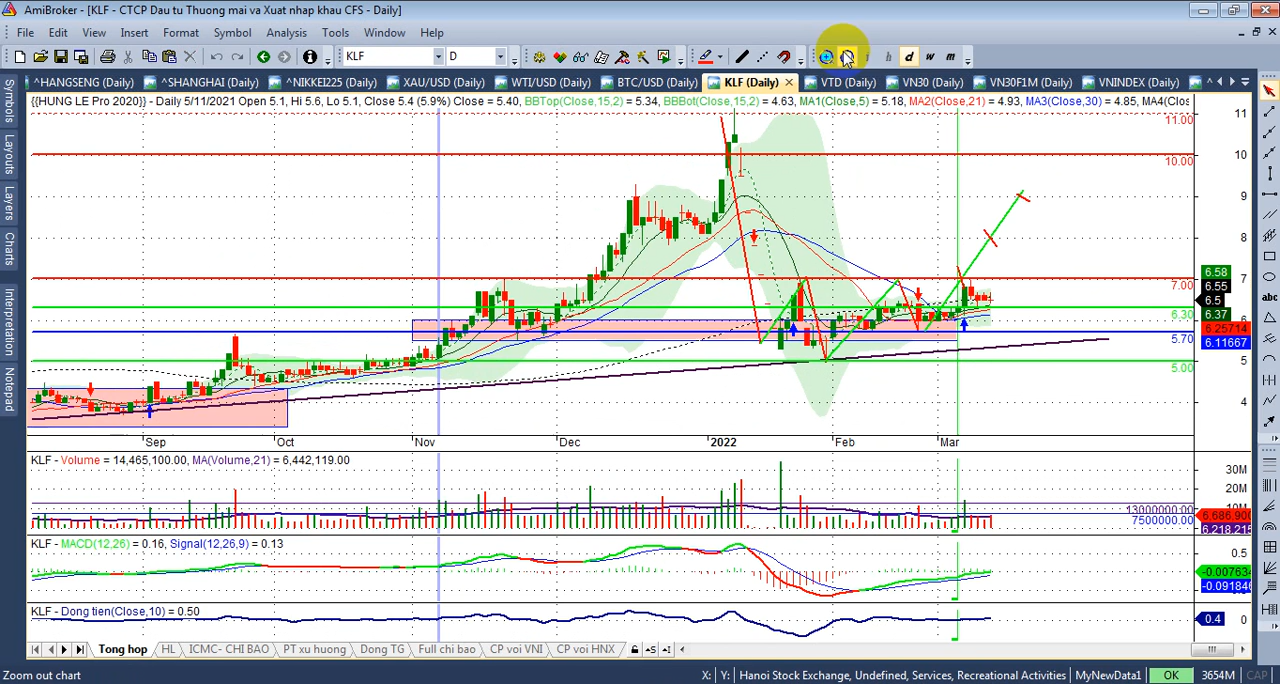 AmiBroker - [KLF - CTCP Dau tu Thuong mai va Xuat nhap khau CFS - Daily]
File Edit View Insert Format Symbol Analysis Tools Window Help
KLF D h d w m
^HANGSENG (Daily) ^SHANGHAI (Daily) ^NIKKEI225 (Daily) XAU/USD (Daily) WTI/USD (Daily) BTC/USD (Daily) KLF (Daily) VTD (Daily) VN30 (Daily) VN30F1M (Daily) VNINDEX (Daily)
{{HUNG LE Pro 2020}} - Daily 5/11/2021 Open 5.1, Hi 5.6, Lo 5.1, Close 5.4 (5.9%) Close = 5.40, BBTop(Close,15,2) = 5.34, BBBot(Close,15,2) = 4.63, MA1(Close,5) = 5.18, MA2(Close,21) = 4.93, MA3(Close,30) = 4.85, MA4(Clos
Symbols
Layouts
Layers
Charts
Interpretation
Notepad
abc
11
11.00
10
10.00
9
8
7
7.00
6.58
6.55
6.5
6.37
6.30
6
6.25714
6.11667
5.70
5
5.00
4
Sep Oct Nov Dec 2022 Feb Mar
KLF - Volume = 14,465,100.00, MA(Volume,21) = 6,442,119.00
30M
20M
13000000.00
7500000.00
6,686,900
6,218,215
KLF - MACD(12,26) = 0.16, Signal(12,26,9) = 0.13
0.5
-0.007634
-0.091846
KLF - Dong tien(Close,10) = 0.50
0.4 0
Tong hop HL ICMC- CHI BAO PT xu huong Dong TG Full chi bao CP voi VNI CP voi HNX
Zoom out chart X: Y: Hanoi Stock Exchange, Undefined, Services, Recreational Activities MyNewData1 OK 3654M CAP